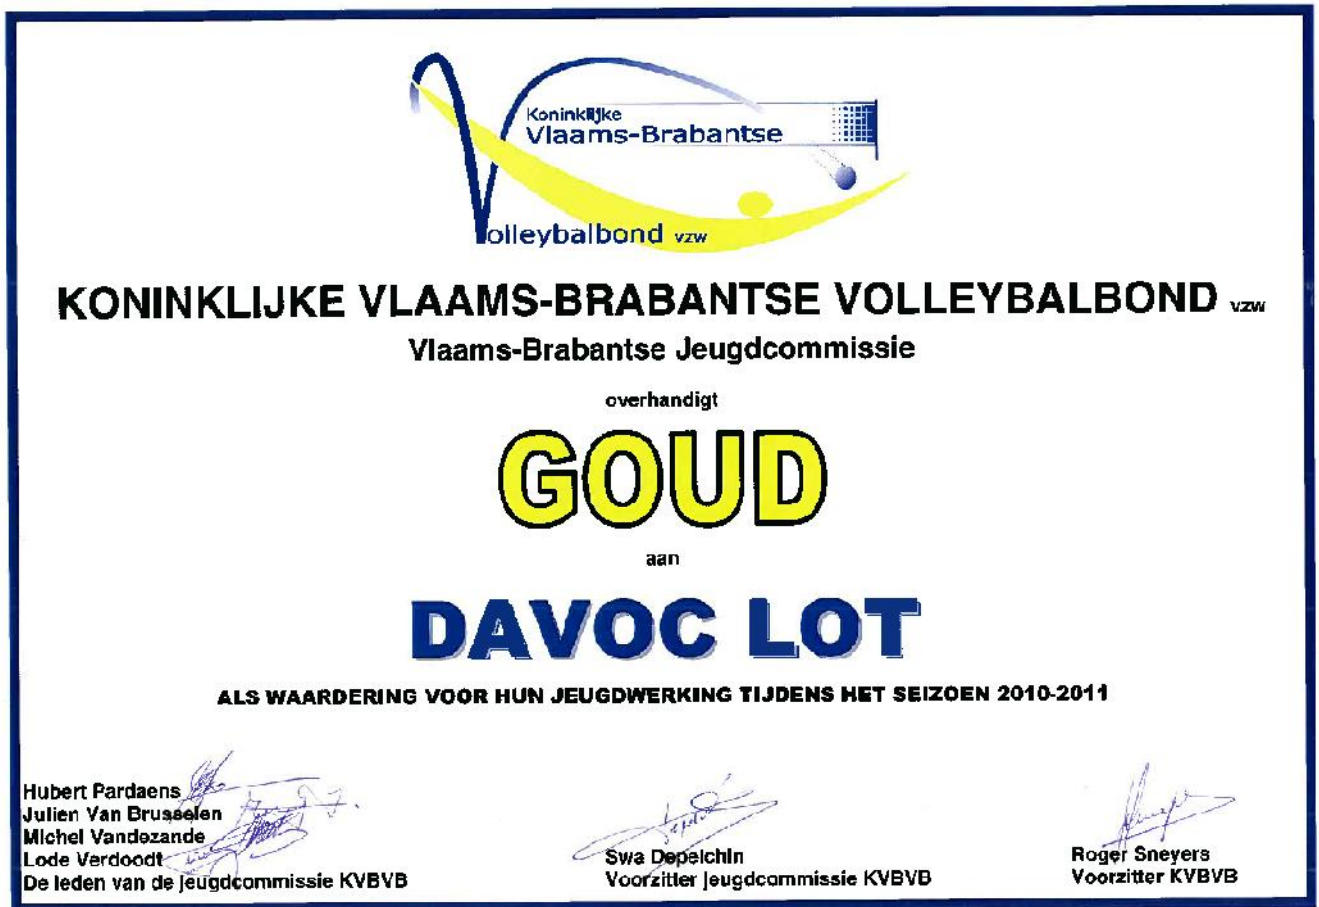 Koninklijke
Vlaams-Brabantse
Volleybalbond vzw
KONINKLIJKE VLAAMS-BRABANTSE VOLLEYBALBOND vzw
Vlaams-Brabantse Jeugdcommissie
overhandigt
GOUD
aan
DAVOC LOT
ALS WAARDERING VOOR HUN JEUGDWERKING TIJDENS HET SEIZOEN 2010-2011
Hubert Pardaens
Julien Van Brusselen
Michel Vandezande
Lode Verdoodt
De leden van de jeugdcommissie KVBVB
Swa Depelchin
Voorzitter jeugdcommissie KVBVB
Roger Sneyers
Voorzitter KVBVB